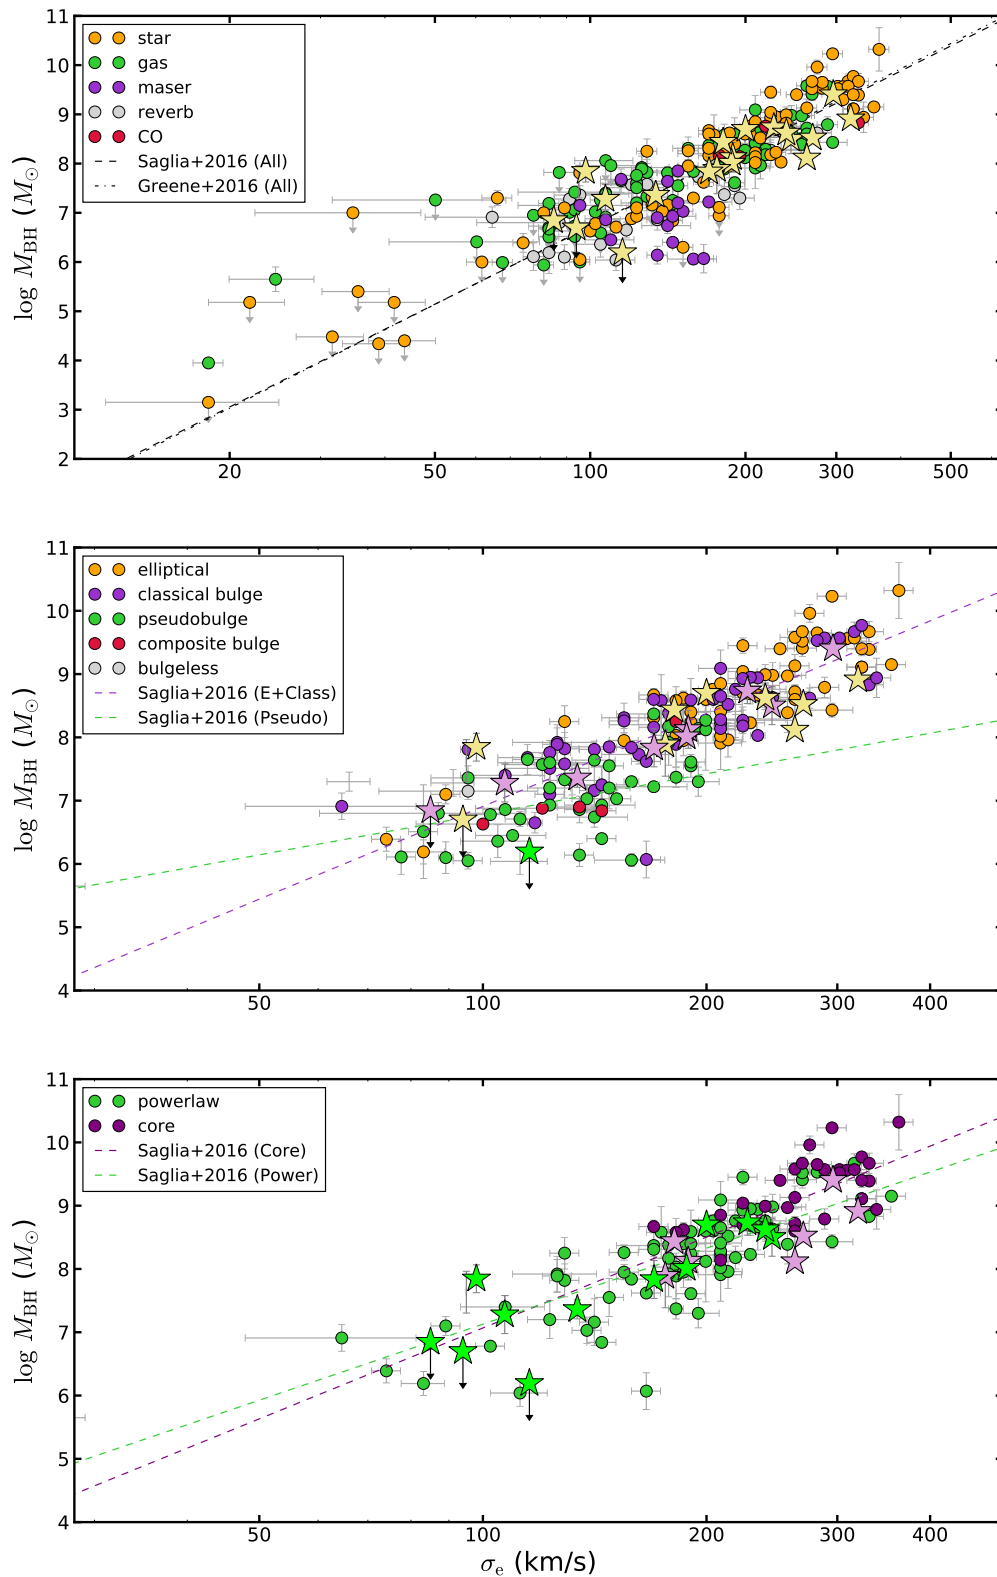 11
10
9
8
7
6
5
4
3
2
log M_BH (M_⊙)
star
gas
maser
reverb
CO
Saglia+2016 (All)
Greene+2016 (All)
20 50 100 200 300 500
11
10
9
8
7
6
5
4
log M_BH (M_⊙)
elliptical
classical bulge
pseudobulge
composite bulge
bulgeless
Saglia+2016 (E+Class)
Saglia+2016 (Pseudo)
50 100 200 300 400
11
10
9
8
7
6
5
4
log M_BH (M_⊙)
powerlaw
core
Saglia+2016 (Core)
Saglia+2016 (Power)
50 100 200 300 400
σ_e (km/s)